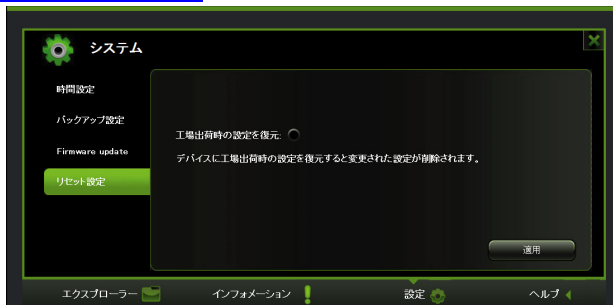 システム
時間設定
バックアップ設定
Firmware update
リセット設定
工場出荷時の設定を復元:
デバイスに工場出荷時の設定を復元すると変更された設定が削除されます。
適用
エクスプローラー
インフォメーション
設定
ヘルプ